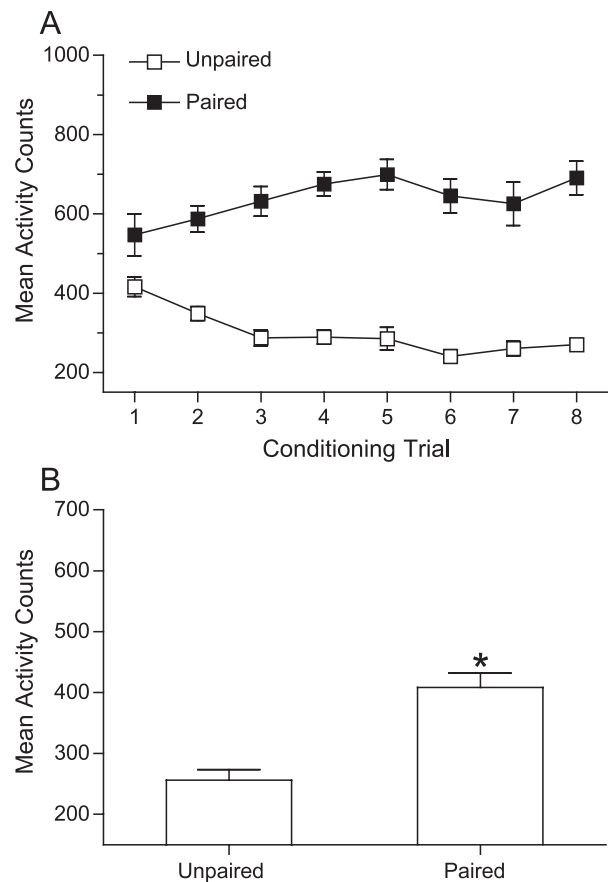 A
Unpaired
Paired
Mean Activity Counts
1000
800
600
400
200
1 2 3 4 5 6 7 8
Conditioning Trial
B
Mean Activity Counts
700
600
500
400
300
200
*
Unpaired Paired